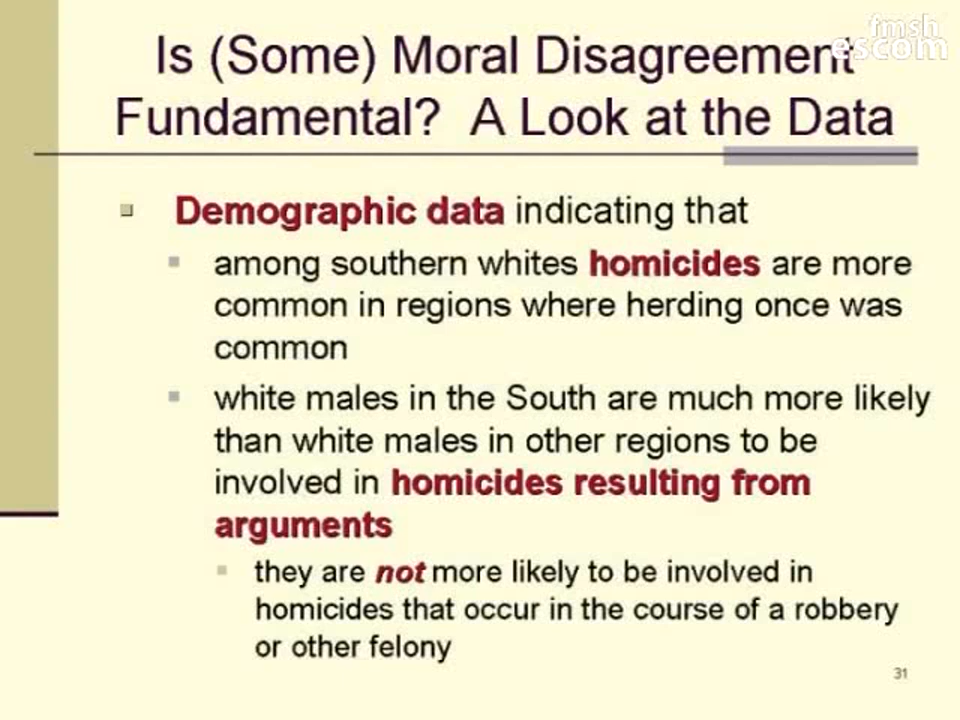 fmsh
escom
Is (Some) Moral Disagreement
Fundamental? A Look at the Data
Demographic data indicating that
among southern whites homicides are more
common in regions where herding once was
common
white males in the South are much more likely
than white males in other regions to be
involved in homicides resulting from
arguments
they are not more likely to be involved in
homicides that occur in the course of a robbery
or other felony
31